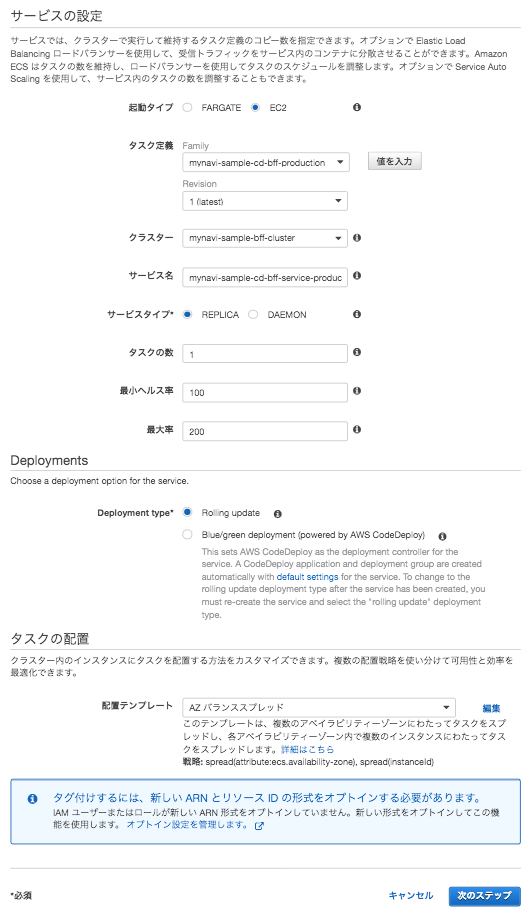 サービスの設定
サービスでは、クラスターで実行して維持するタスク定義のコピー数を指定できます。オプションで Elastic Load
Balancing ロードバランサーを使用して、受信トラフィックをサービス内のコンテナに分散させることができます。Amazon
ECS はタスクの数を維持し、ロードバランサーを使用してタスクのスケジュールを調整します。オプションで Service Auto
Scaling を使用して、サービス内のタスクの数を調整することもできます。
起動タイプ FARGATE EC2
タスク定義 Family
mynavi-sample-cd-bff-production 値を入力
Revision
1 (latest)
クラスター mynavi-sample-bff-cluster
サービス名 mynavi-sample-cd-bff-service-produc
サービスタイプ* REPLICA DAEMON
タスクの数 1
最小ヘルス率 100
最大率 200
Deployments
Choose a deployment option for the service.
Deployment type* Rolling update
Blue/green deployment (powered by AWS CodeDeploy)
This sets AWS CodeDeploy as the deployment controller for the
service. A CodeDeploy application and deployment group are created
automatically with default settings for the service. To change to the
rolling update deployment type after the service has been created, you
must re-create the service and select the "rolling update" deployment
type.
タスクの配置
クラスター内のインスタンスにタスクを配置する方法をカスタマイズできます。複数の配置戦略を使い分けて可用性と効率を
最適化できます。
配置テンプレート AZ バランススプレッド 編集
このテンプレートは、複数のアベイラビリティーゾーンにわたってタスクをスプ
レッドし、各アベイラビリティーゾーン内で複数のインスタンスにわたってタス
クをスプレッドします。詳細はこちら
戦略: spread(attribute:ecs.availability-zone), spread(instanceId)
タグ付けするには、新しい ARN とリソース ID の形式をオプトインする必要があります。
IAM ユーザーまたはロールが新しい ARN 形式をオプトインしていません。新しい形式をオプトインしてこの機
能を使用します。 オプトイン設定を管理します。
*必須 キャンセル 次のステップ